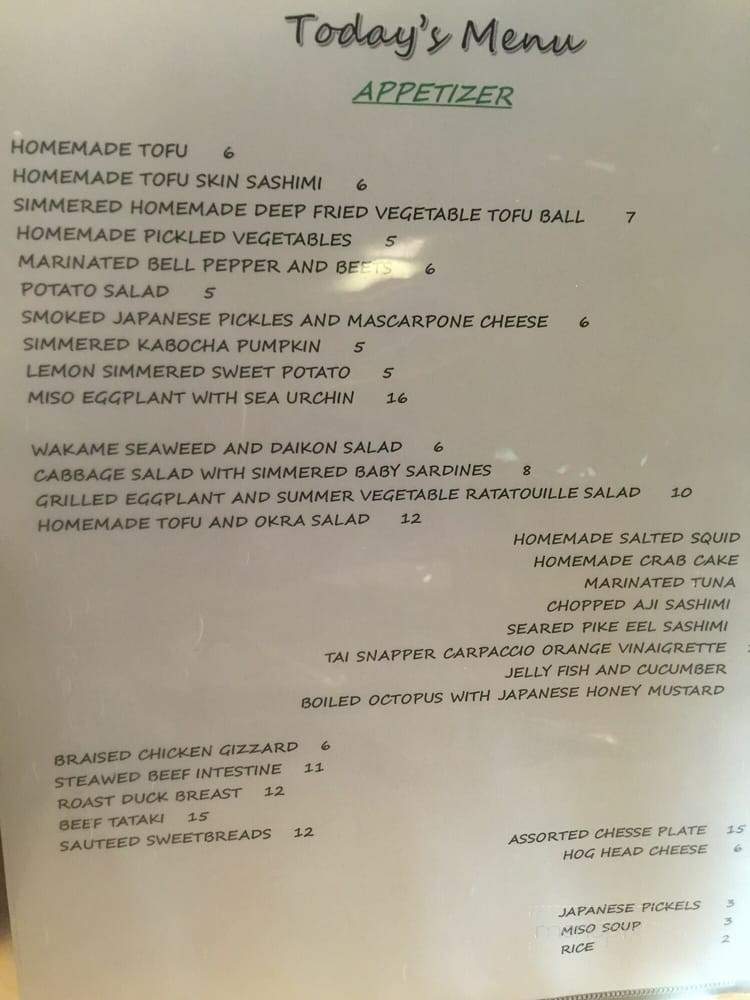 Today's Menu
APPETIZER
HOMEMADE TOFU 6
HOMEMADE TOFU SKIN SASHIMI 6
SIMMERED HOMEMADE DEEP FRIED VEGETABLE TOFU BALL 7
HOMEMADE PICKLED VEGETABLES 5
MARINATED BELL PEPPER AND BEETS 6
POTATO SALAD 5
SMOKED JAPANESE PICKLES AND MASCARPONE CHEESE 6
SIMMERED KABOCHA PUMPKIN 5
LEMON SIMMERED SWEET POTATO 5
MISO EGGPLANT WITH SEA URCHIN 16
WAKAME SEAWEED AND DAIKON SALAD 6
CABBAGE SALAD WITH SIMMERED BABY SARDINES 8
GRILLED EGGPLANT AND SUMMER VEGETABLE RATATOUILLE SALAD 10
HOMEMADE TOFU AND OKRA SALAD 12
HOMEMADE SALTED SQUID
HOMEMADE CRAB CAKE
MARINATED TUNA
CHOPPED AJI SASHIMI
SEARED PIKE EEL SASHIMI
TAI SNAPPER CARPACCIO ORANGE VINAIGRETTE
JELLY FISH AND CUCUMBER
BOILED OCTOPUS WITH JAPANESE HONEY MUSTARD
BRAISED CHICKEN GIZZARD 6
STEAWED BEEF INTESTINE 11
ROAST DUCK BREAST 12
BEEF TATAKI 15
SAUTEED SWEETBREADS 12
ASSORTED CHESSE PLATE 15
HOG HEAD CHEESE 6
JAPANESE PICKELS 3
MISO SOUP 3
RICE 2